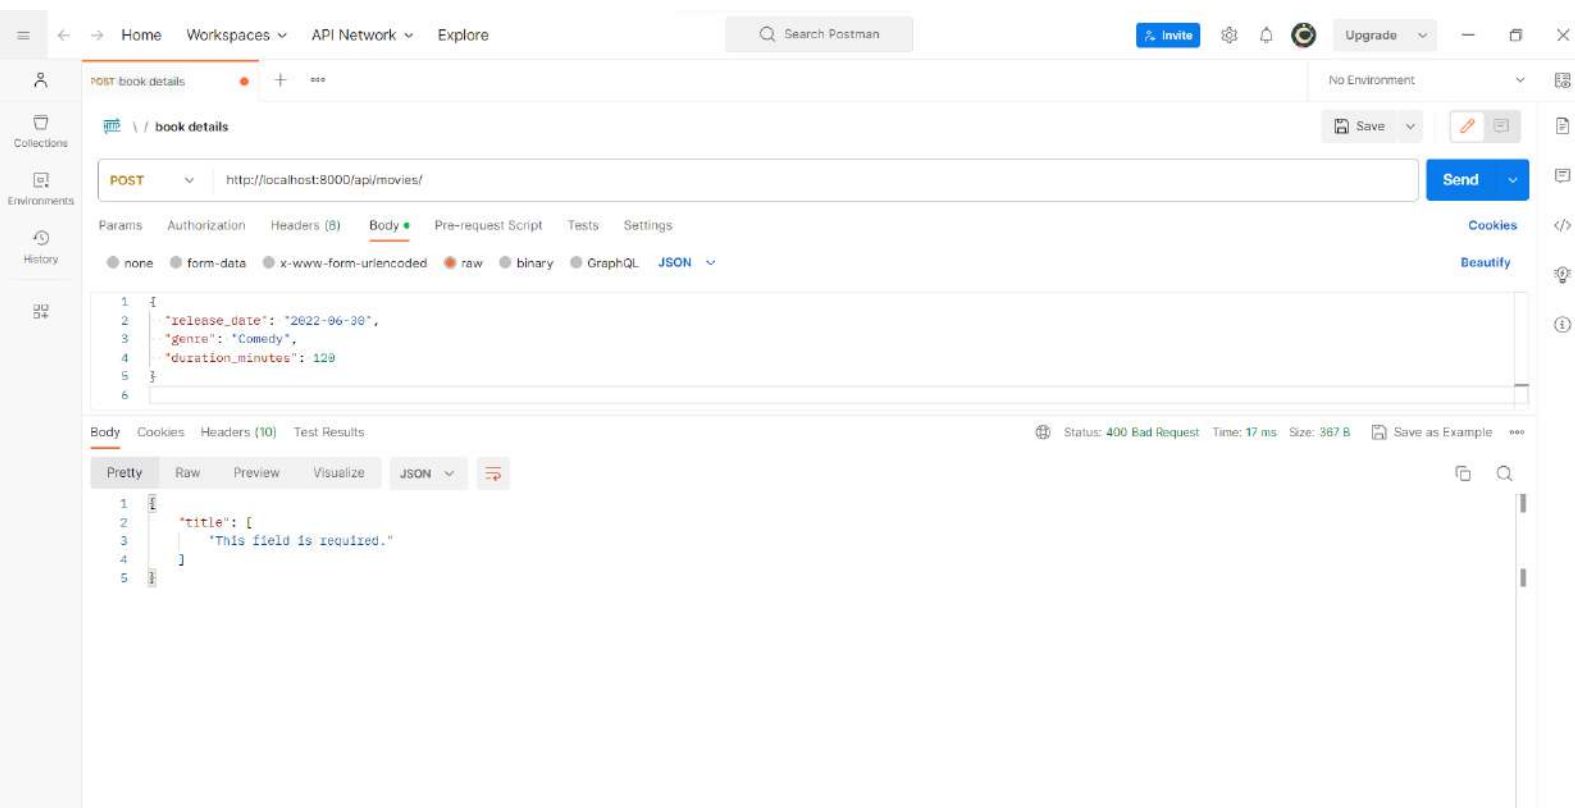 Home Workspaces API Network Explore Search Postman Invite Upgrade
POST book details No Environment
HTTP \ / book details Save
Collections
POST http://localhost:8000/api/movies/ Send
Environments
Params Authorization Headers (8) Body Pre-request Script Tests Settings Cookies
History
none form-data x-www-form-urlencoded raw binary GraphQL JSON Beautify
1 {
2 "release_date": "2022-06-30",
3 "genre": "Comedy",
4 "duration_minutes": 120
5 }
6
Body Cookies Headers (10) Test Results Status: 400 Bad Request Time: 17 ms Size: 367 B Save as Example
Pretty Raw Preview Visualize JSON
1 {
2 "title": [
3 "This field is required."
4 ]
5 }